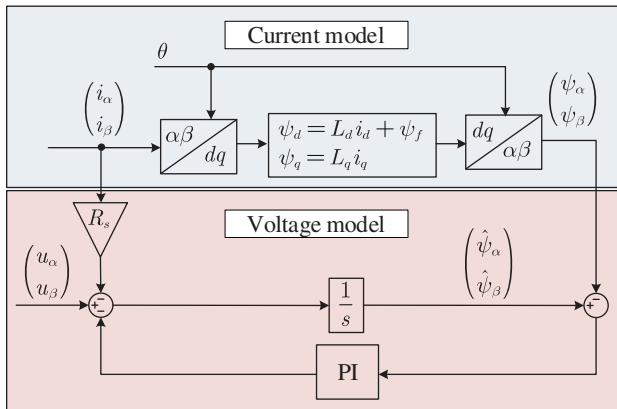 Current model
θ
(i_α
i_β)
αβ
dq
ψ_d = L_d i_d + ψ_f
ψ_q = L_q i_q
dq
αβ
(ψ_α
ψ_β)
R_s
Voltage model
(u_α
u_β)
+ − −
1
s
(ψ̂_α
ψ̂_β)
+ −
PI